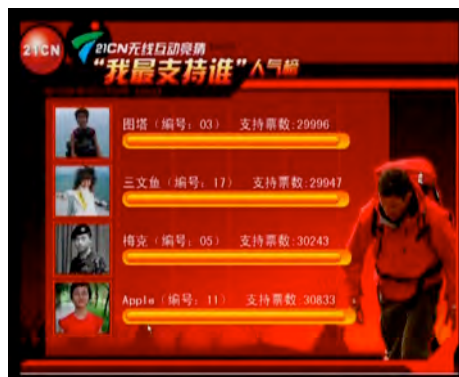 21CN
21CN无线互动竞猜
“我最支持谁”人气榜
图塔（编号：03） 支持票数:29996
三文鱼（编号：17） 支持票数:29947
梅克（编号：05） 支持票数:30243
Apple（编号：11） 支持票数:30833